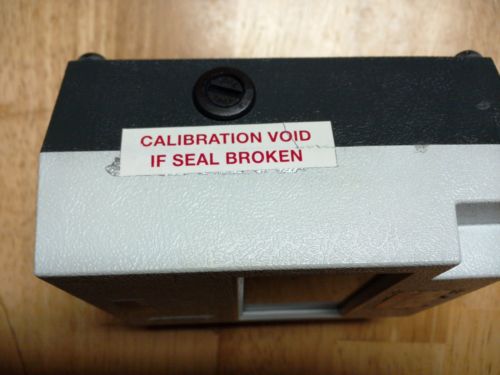 CALIBRATION VOID
IF SEAL BROKEN